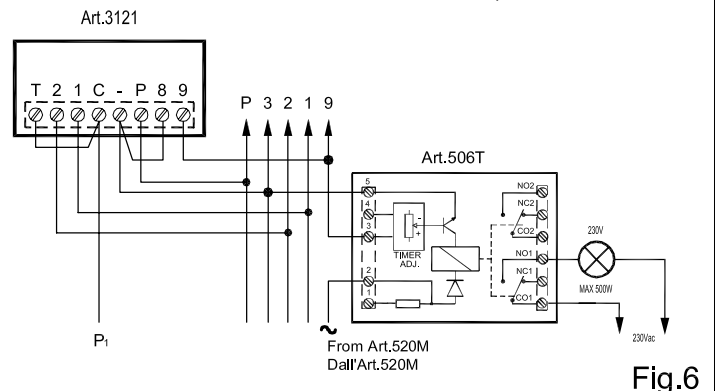 Art.3121
T 2 1 C - P 8 9
P 3 2 1 9
Art.506T
5
4
3
2
1
- 
+
TIMER
ADJ.
NO2
NC2
CO2
NO1
NC1
CO1
230V
MAX 500W
230Vac
P1
~
From Art.520M
Dall'Art.520M
Fig.6